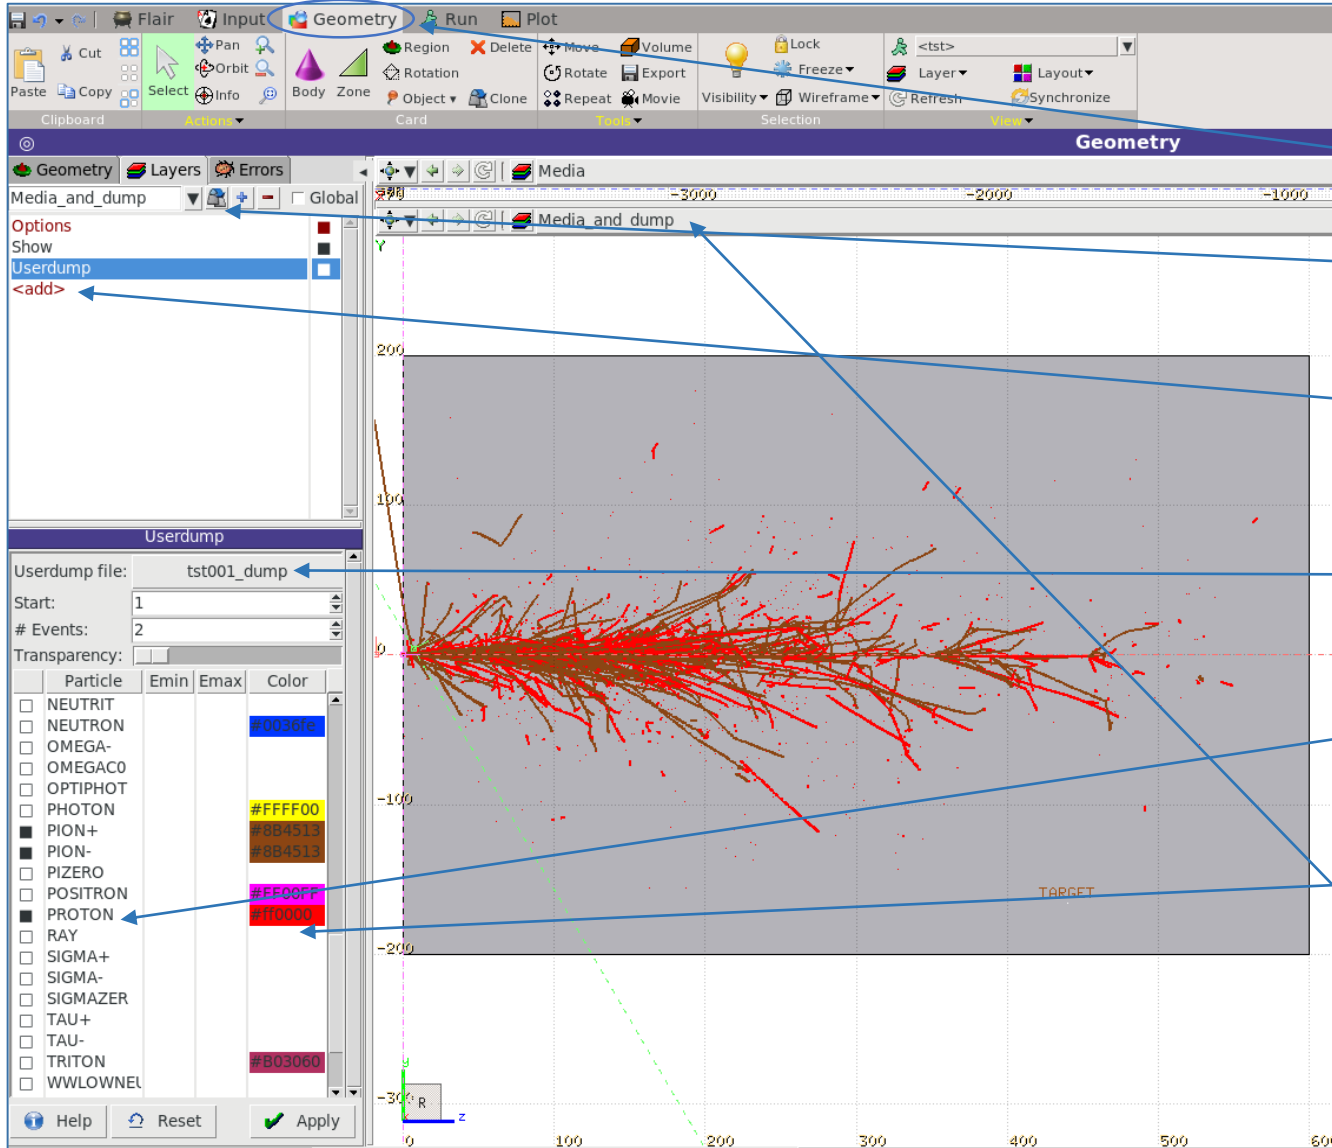 Flair Input Geometry Run Plot
Cut Pan Region Delete Move Volume Lock <tst>
Orbit Rotation Rotate Export Freeze Layer Layout
Paste Copy Select Info Body Zone Object Clone Repeat Movie Visibility Wireframe Refresh Synchronize
Clipboard Actions Card Tools Selection View
Geometry
Geometry Layers Errors
Media
Media_and_dump Global
-3000 -2000 -1000
Media_and_dump
Options
Show
Userdump
<add>
Y
200
100
0
-100
-200
TARGET
Userdump
Userdump file: tst001_dump
Start: 1
# Events: 2
Transparency:
Particle Emin Emax Color
NEUTRIT
NEUTRON #0036fe
OMEGA-
OMEGAC0
OPTIPHOT
PHOTON #FFFF00
PION+ #8B4513
PION- #8B4513
PIZERO
POSITRON #FF00FF
PROTON #ff0000
RAY
SIGMA+
SIGMA-
SIGMAZER
TAU+
TAU-
TRITON #B03060
WWLOWNEU
y
R
z
Help Reset Apply
0 100 200 300 400 500